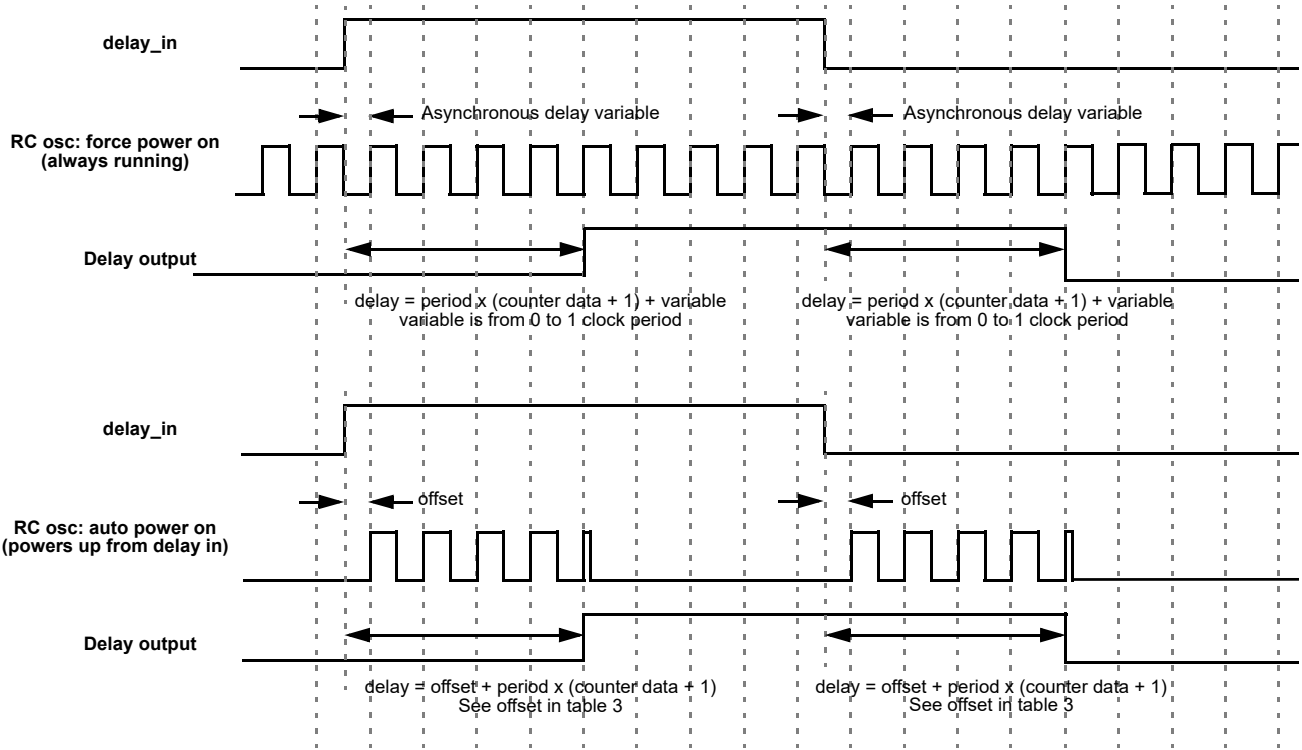 delay_in
Asynchronous delay variable
Asynchronous delay variable
RC osc: force power on
(always running)
Delay output
delay = period x (counter data + 1) + variable
variable is from 0 to 1 clock period
delay = period x (counter data + 1) + variable
variable is from 0 to 1 clock period
delay_in
offset
offset
RC osc: auto power on
(powers up from delay in)
Delay output
delay = offset + period x (counter data + 1)
See offset in table 3
delay = offset + period x (counter data + 1)
See offset in table 3